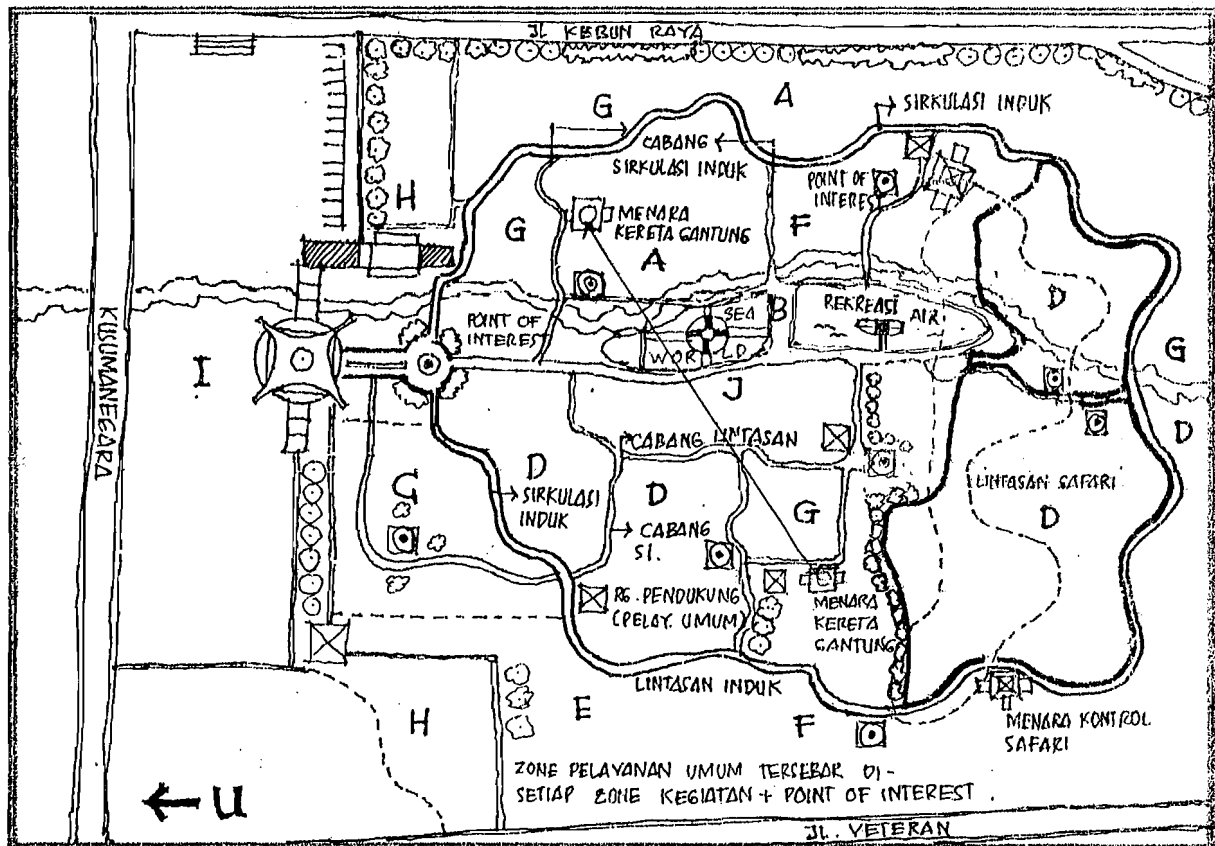 JL KEBUN RAYA
A
SIRKULASI INDUK
G
CABANG
SIRKULASI INDUK
POINT OF
INTEREST
H
G
MENARA
KERETA GANTUNG
F
A
D
KUSUMANEGARA
I
POINT OF
INTEREST
SEA
WORLD
B
REKREASI AIR
G
J
D
CABANG LINTASAN
G
D
SIRKULASI
INDUK
D
CABANG
SI.
G
LINTASAN SAFARI
D
RG. PENDUKUNG
(PELAY. UMUM)
MENARA
KERETA
GANTUNG
LINTASAN INDUK
H
E
F
MENARA KONTROL
SAFARI
ZONE PELAYANAN UMUM TERSEBAR DI-
SETIAP ZONE KEGIATAN + POINT OF INTEREST.
U
JL. VETERAN